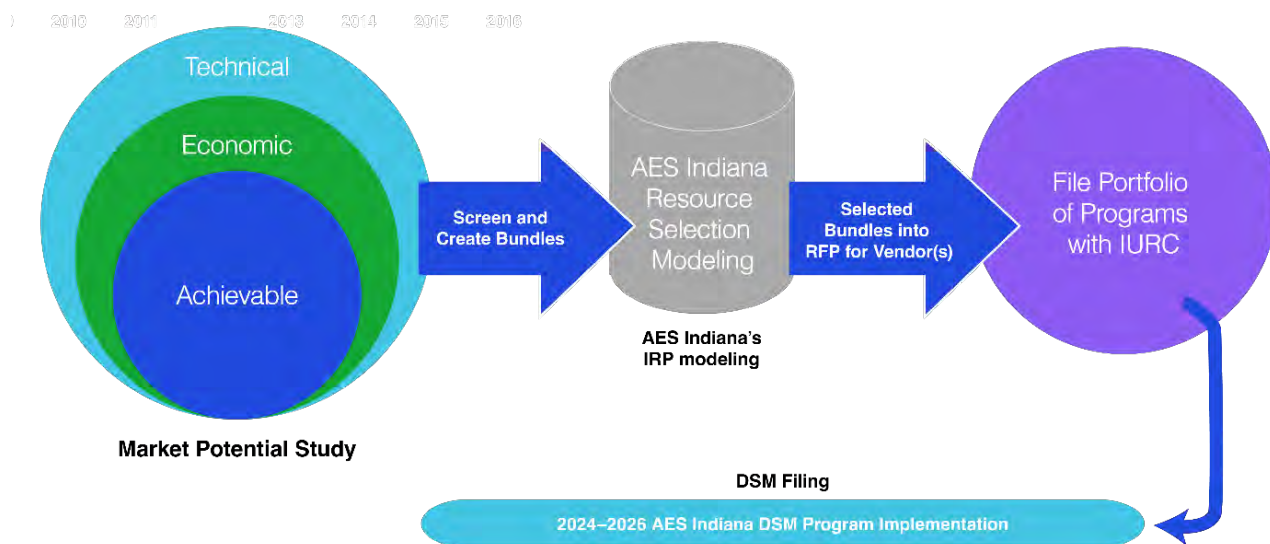 2010 2011 2013 2014 2015 2016
Technical
Economic
Achievable
Market Potential Study
Screen and
Create Bundles
AES Indiana
Resource
Selection
Modeling
AES Indiana's
IRP modeling
Selected
Bundles into
RFP for Vendor(s)
File Portfolio
of Programs
with IURC
DSM Filing
2024–2026 AES Indiana DSM Program Implementation